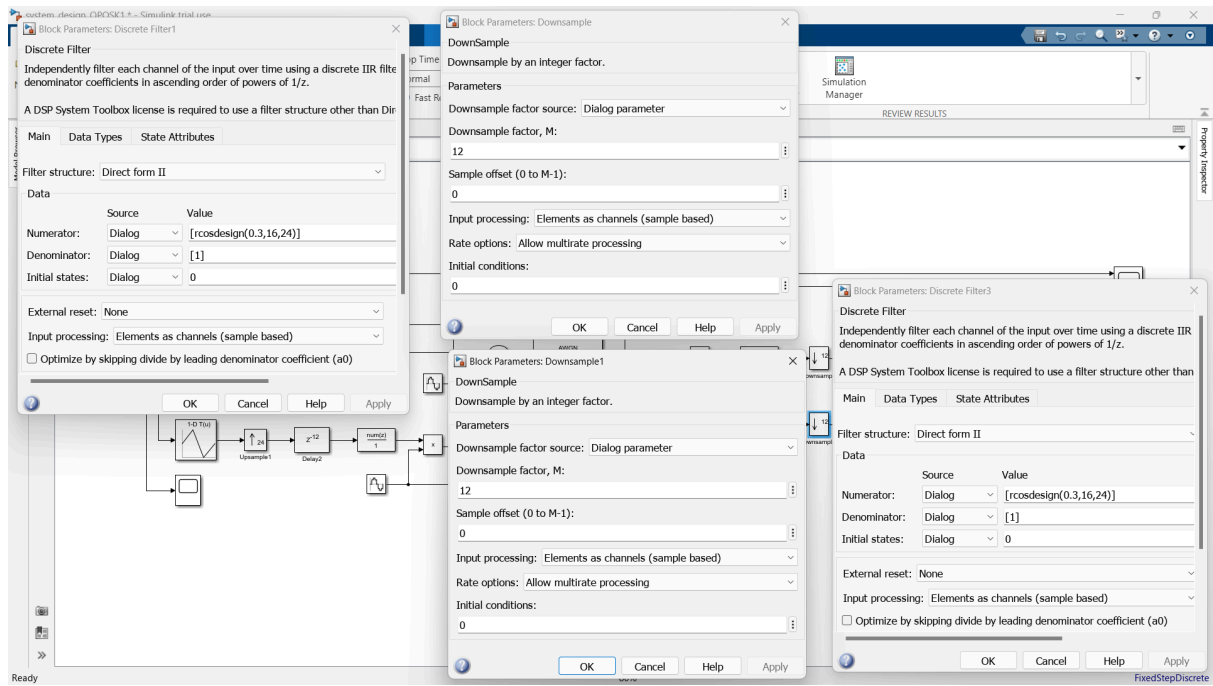 system_design_OPQSK1 * - Simulink trial use
Block Parameters: Discrete Filter1
Discrete Filter
Independently filter each channel of the input over time using a discrete IIR filte
denominator coefficients in ascending order of powers of 1/z.
A DSP System Toolbox license is required to use a filter structure other than Dir
Main Data Types State Attributes
Filter structure: Direct form II
Data
Source Value
Numerator: Dialog [rcosdesign(0.3,16,24)]
Denominator: Dialog [1]
Initial states: Dialog 0
External reset: None
Input processing: Elements as channels (sample based)
Optimize by skipping divide by leading denominator coefficient (a0)
OK Cancel Help Apply
Block Parameters: Downsample
DownSample
Downsample by an integer factor.
Parameters
Downsample factor source: Dialog parameter
Downsample factor, M:
12
Sample offset (0 to M-1):
0
Input processing: Elements as channels (sample based)
Rate options: Allow multirate processing
Initial conditions:
0
OK Cancel Help Apply
op Time
Fast R
Simulation
Manager
REVIEW RESULTS
Property Inspector
AWGN
Block Parameters: Downsample1
DownSample
Downsample by an integer factor.
Parameters
Downsample factor source: Dialog parameter
Downsample factor, M:
12
Sample offset (0 to M-1):
0
Input processing: Elements as channels (sample based)
Rate options: Allow multirate processing
Initial conditions:
0
OK Cancel Help Apply
Block Parameters: Discrete Filter3
Discrete Filter
Independently filter each channel of the input over time using a discrete IIR
denominator coefficients in ascending order of powers of 1/z.
A DSP System Toolbox license is required to use a filter structure other than
Main Data Types State Attributes
Filter structure: Direct form II
Data
Source Value
Numerator: Dialog [rcosdesign(0.3,16,24)]
Denominator: Dialog [1]
Initial states: Dialog 0
External reset: None
Input processing: Elements as channels (sample based)
Optimize by skipping divide by leading denominator coefficient (a0)
OK Cancel Help Apply
1-D T(u)
24
Upsample1
z-12
Delay2
num(z)
1
×
12
12
Ready
FixedStepDiscrete